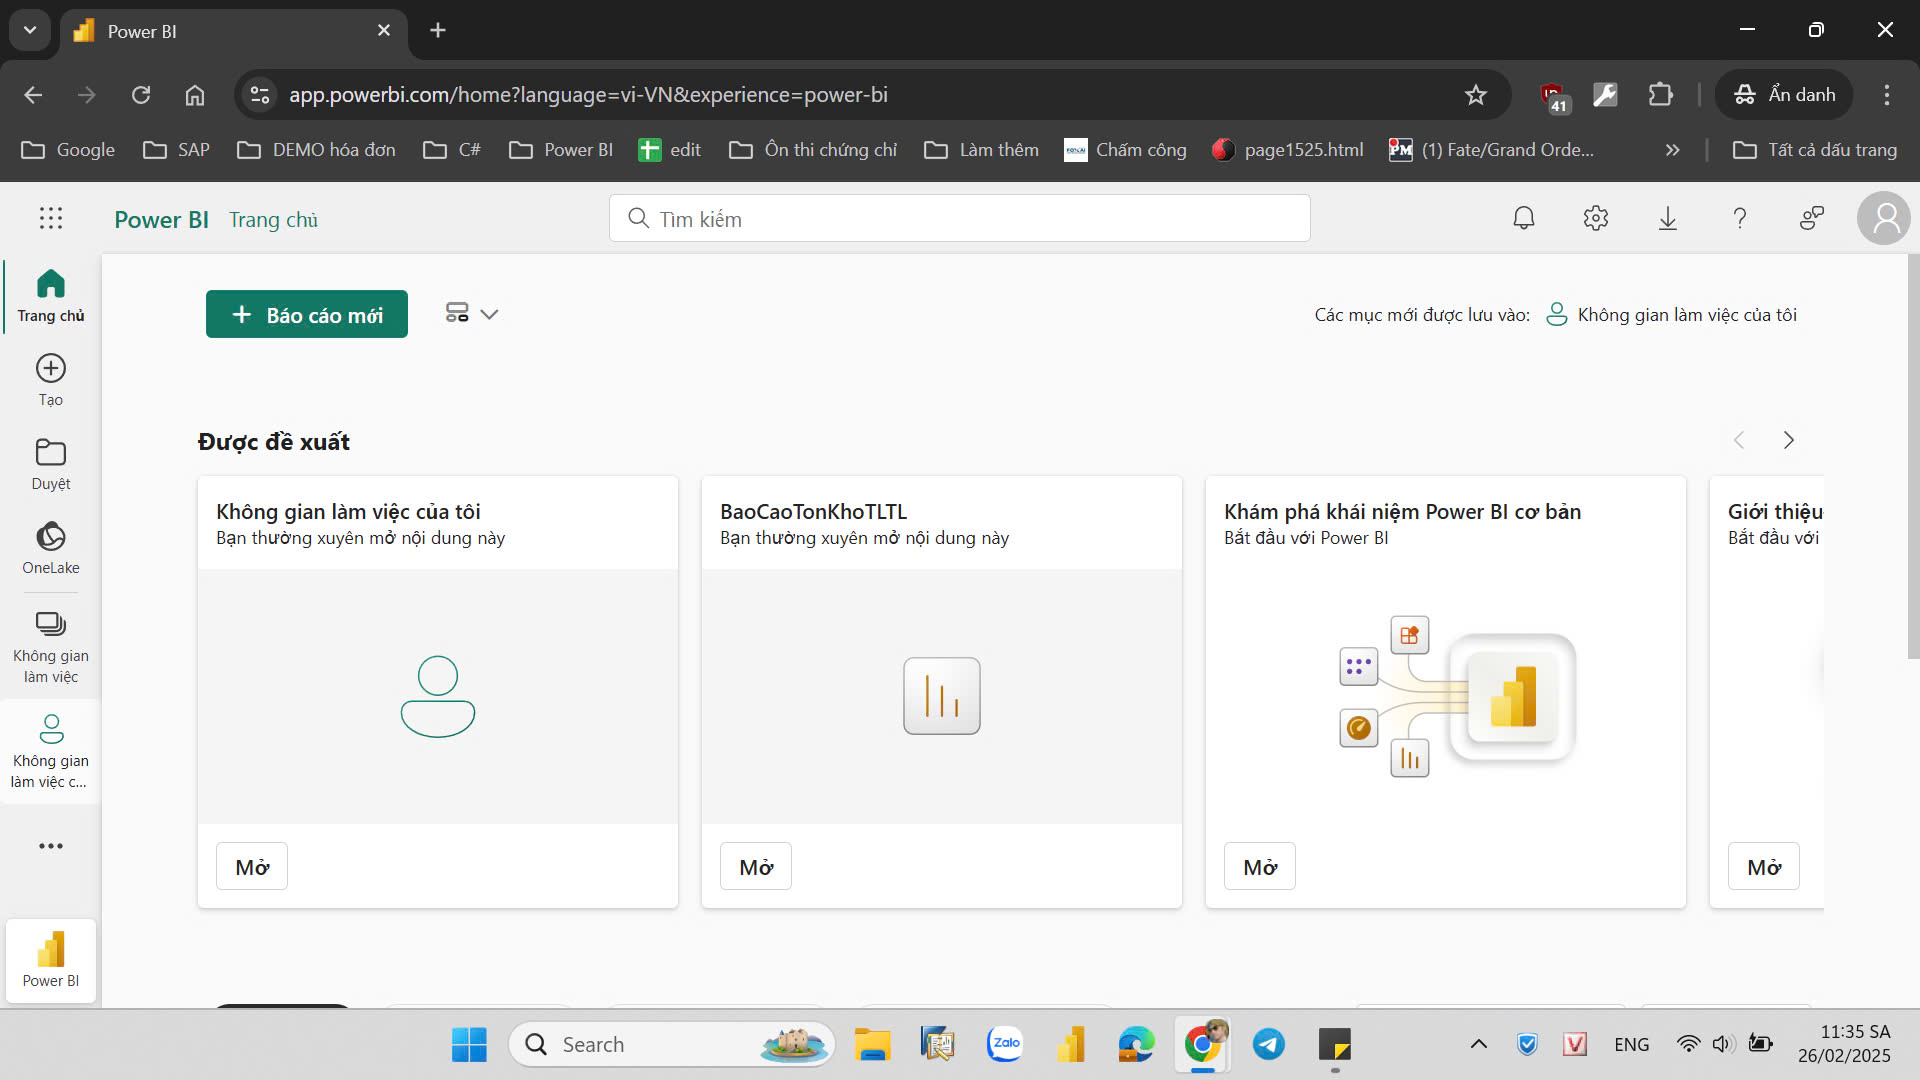 Power BI
app.powerbi.com/home?language=vi-VN&experience=power-bi
41
Ẩn danh
Google
SAP
DEMO hóa đơn
C#
Power BI
edit
Ôn thi chứng chỉ
Làm thêm
Chấm công
page1525.html
(1) Fate/Grand Orde...
Tất cả dấu trang
Power BI
Trang chủ
Tìm kiếm
Trang chủ
Tạo
Duyệt
OneLake
Không gian
làm việc
Không gian
làm việc c...
Power BI
Báo cáo mới
Các mục mới được lưu vào:
Không gian làm việc của tôi
Được đề xuất
Không gian làm việc của tôi
Bạn thường xuyên mở nội dung này
Mở
BaoCaoTonKhoTLTL
Bạn thường xuyên mở nội dung này
Mở
Khám phá khái niệm Power BI cơ bản
Bắt đầu với Power BI
Mở
Giới thiệu
Bắt đầu với
Mở
Search
Zalo
ENG
11:35 SA
26/02/2025